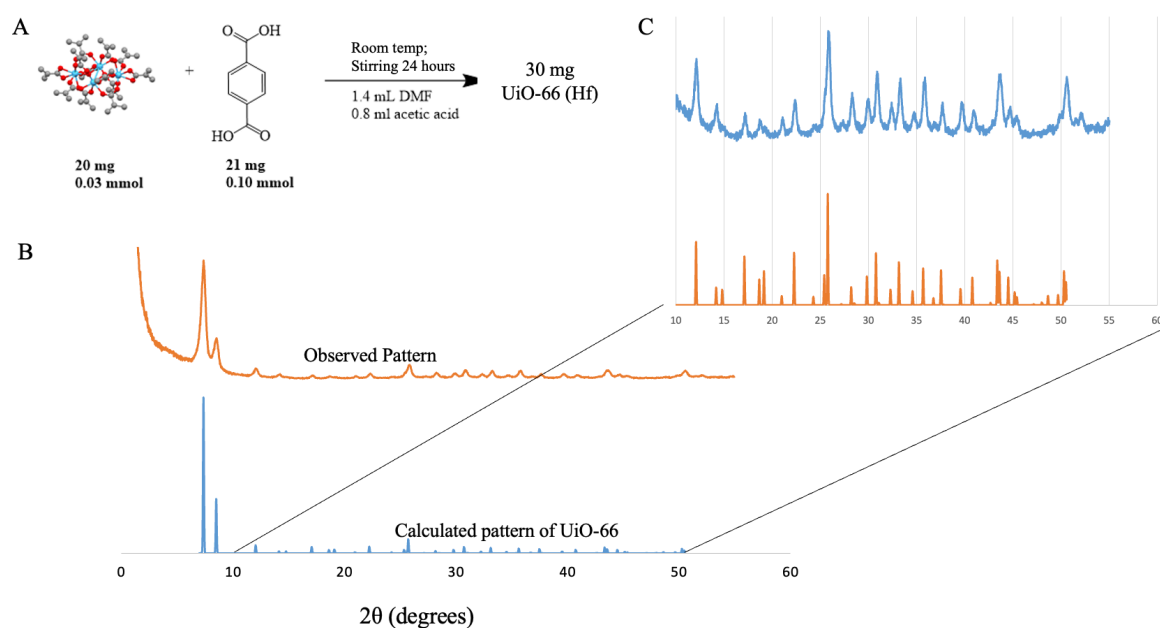 A
O
OH
HO
O
+
Room temp;
Stirring 24 hours
1.4 mL DMF
0.8 ml acetic acid
30 mg
UiO-66 (Hf)
20 mg
0.03 mmol
21 mg
0.10 mmol
C
10 15 20 25 30 35 40 45 50 55 60
B
Observed Pattern
Calculated pattern of UiO-66
0 10 20 30 40 50 60
2θ (degrees)